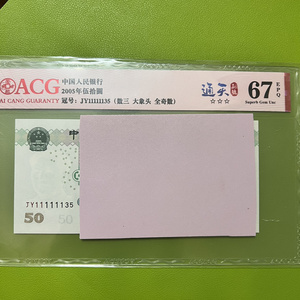 ACG
AI CANG GUARANTY
中国人民银行
2005年伍拾圆
冠号：JY11111135（数三 大象头 全奇数）
通天
☆☆☆
67 EPQ
Superb Gem Unc
中
JY11111135
50 50